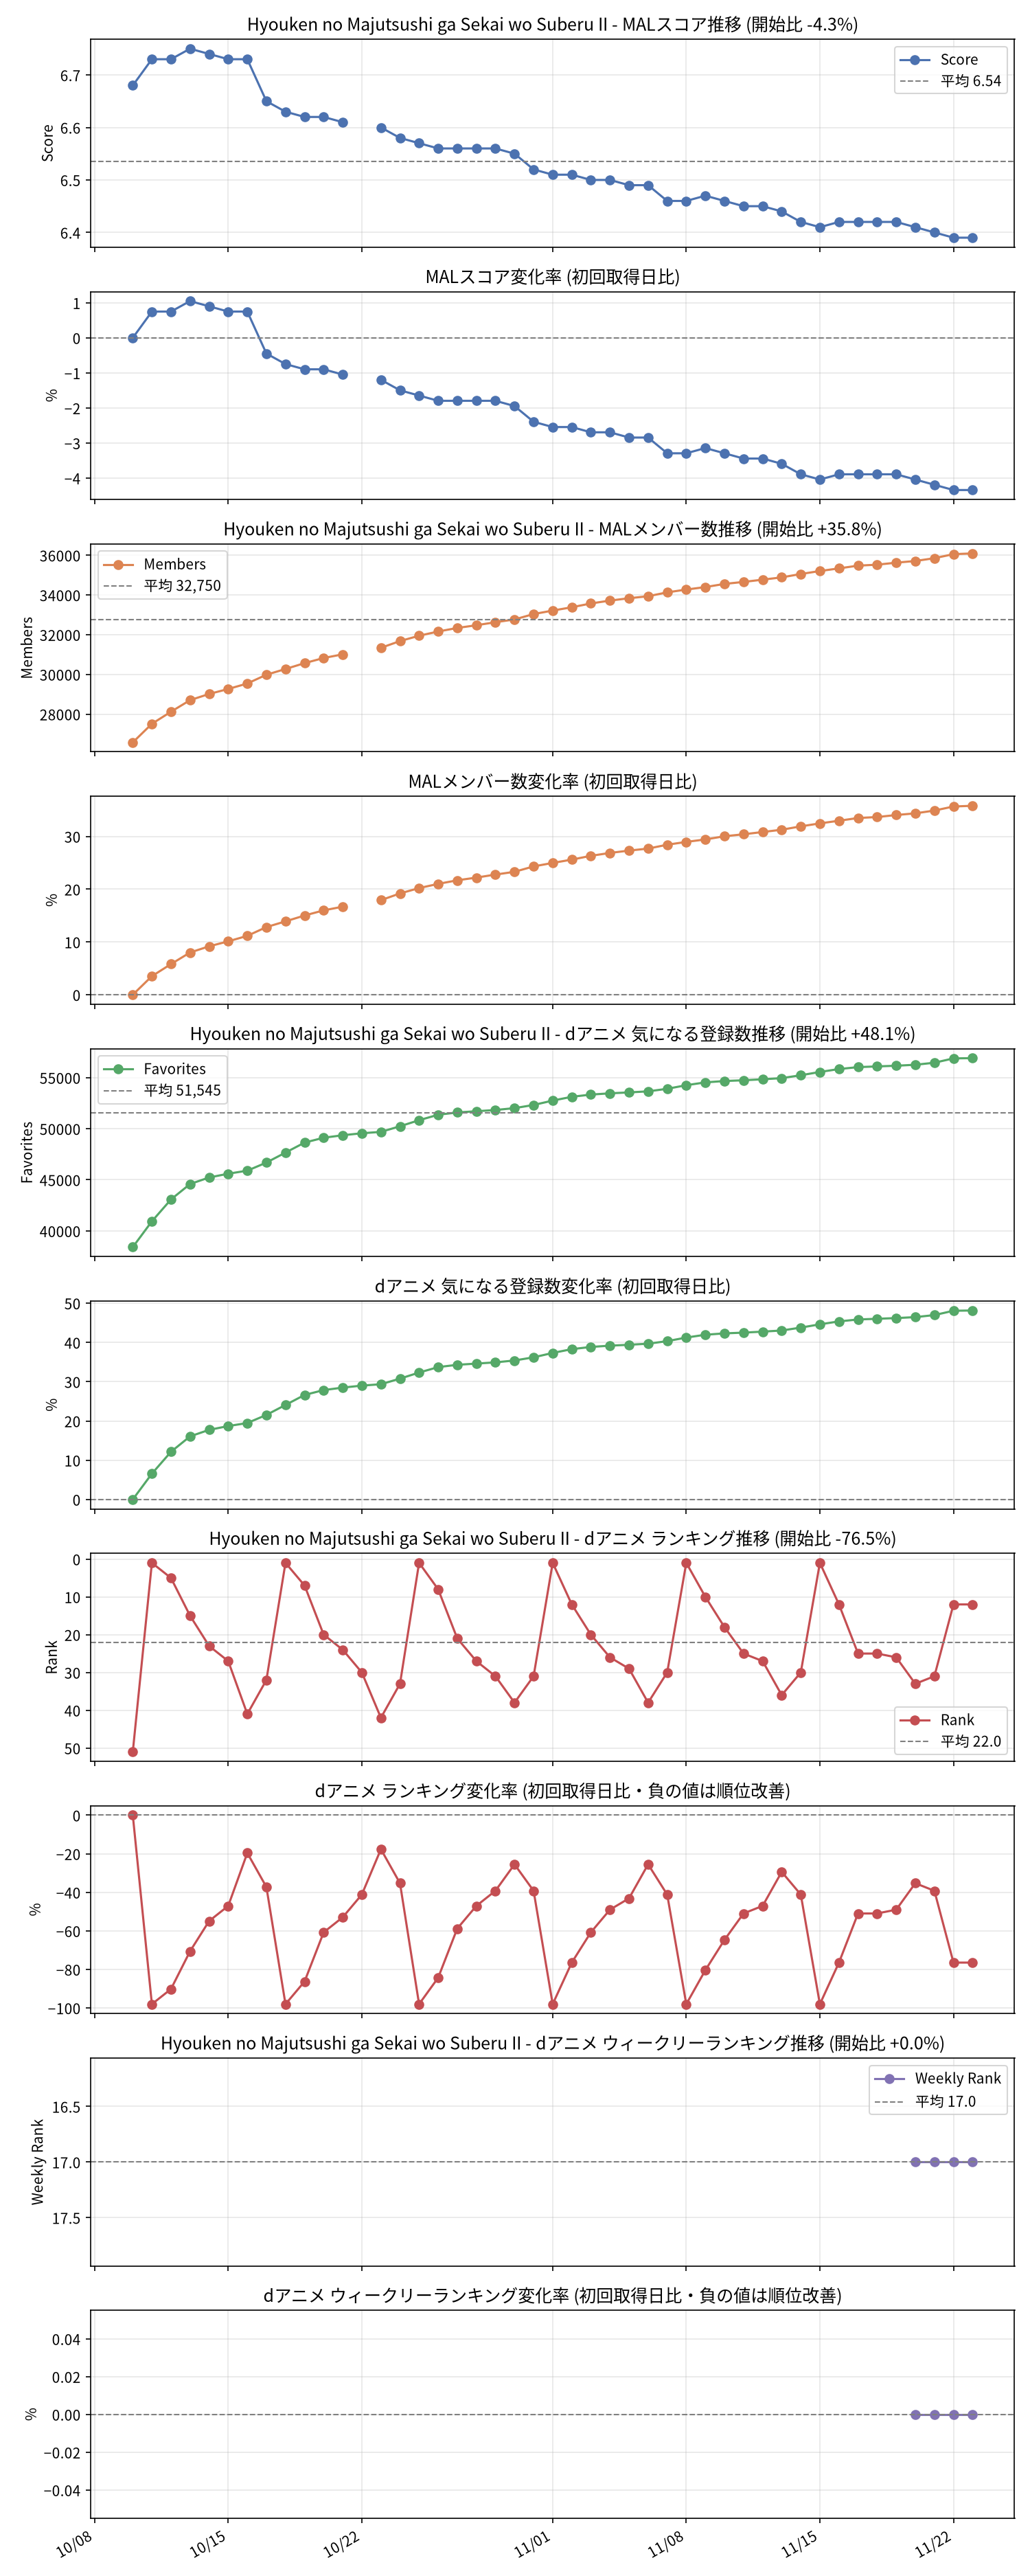 Hyouken no Majutsushi ga Sekai wo Suberu II - MALスコア推移 (開始比 -4.3%)
Score
6.7
6.6
6.5
6.4
Score
平均 6.54
MALスコア変化率 (初回取得日比)
%
1
0
−1
−2
−3
−4
Hyouken no Majutsushi ga Sekai wo Suberu II - MALメンバー数推移 (開始比 +35.8%)
Members
36000
34000
32000
30000
28000
Members
平均 32,750
MALメンバー数変化率 (初回取得日比)
%
30
20
10
0
Hyouken no Majutsushi ga Sekai wo Suberu II - dアニメ 気になる登録数推移 (開始比 +48.1%)
Favorites
55000
50000
45000
40000
Favorites
平均 51,545
dアニメ 気になる登録数変化率 (初回取得日比)
%
50
40
30
20
10
0
Hyouken no Majutsushi ga Sekai wo Suberu II - dアニメ ランキング推移 (開始比 -76.5%)
Rank
0
10
20
30
40
50
Rank
平均 22.0
dアニメ ランキング変化率 (初回取得日比・負の値は順位改善)
%
0
−20
−40
−60
−80
−100
Hyouken no Majutsushi ga Sekai wo Suberu II - dアニメ ウィークリーランキング推移 (開始比 +0.0%)
Weekly Rank
16.5
17.0
17.5
Weekly Rank
平均 17.0
dアニメ ウィークリーランキング変化率 (初回取得日比・負の値は順位改善)
%
0.04
0.02
0.00
−0.02
−0.04
10/08
10/15
10/22
11/01
11/08
11/15
11/22